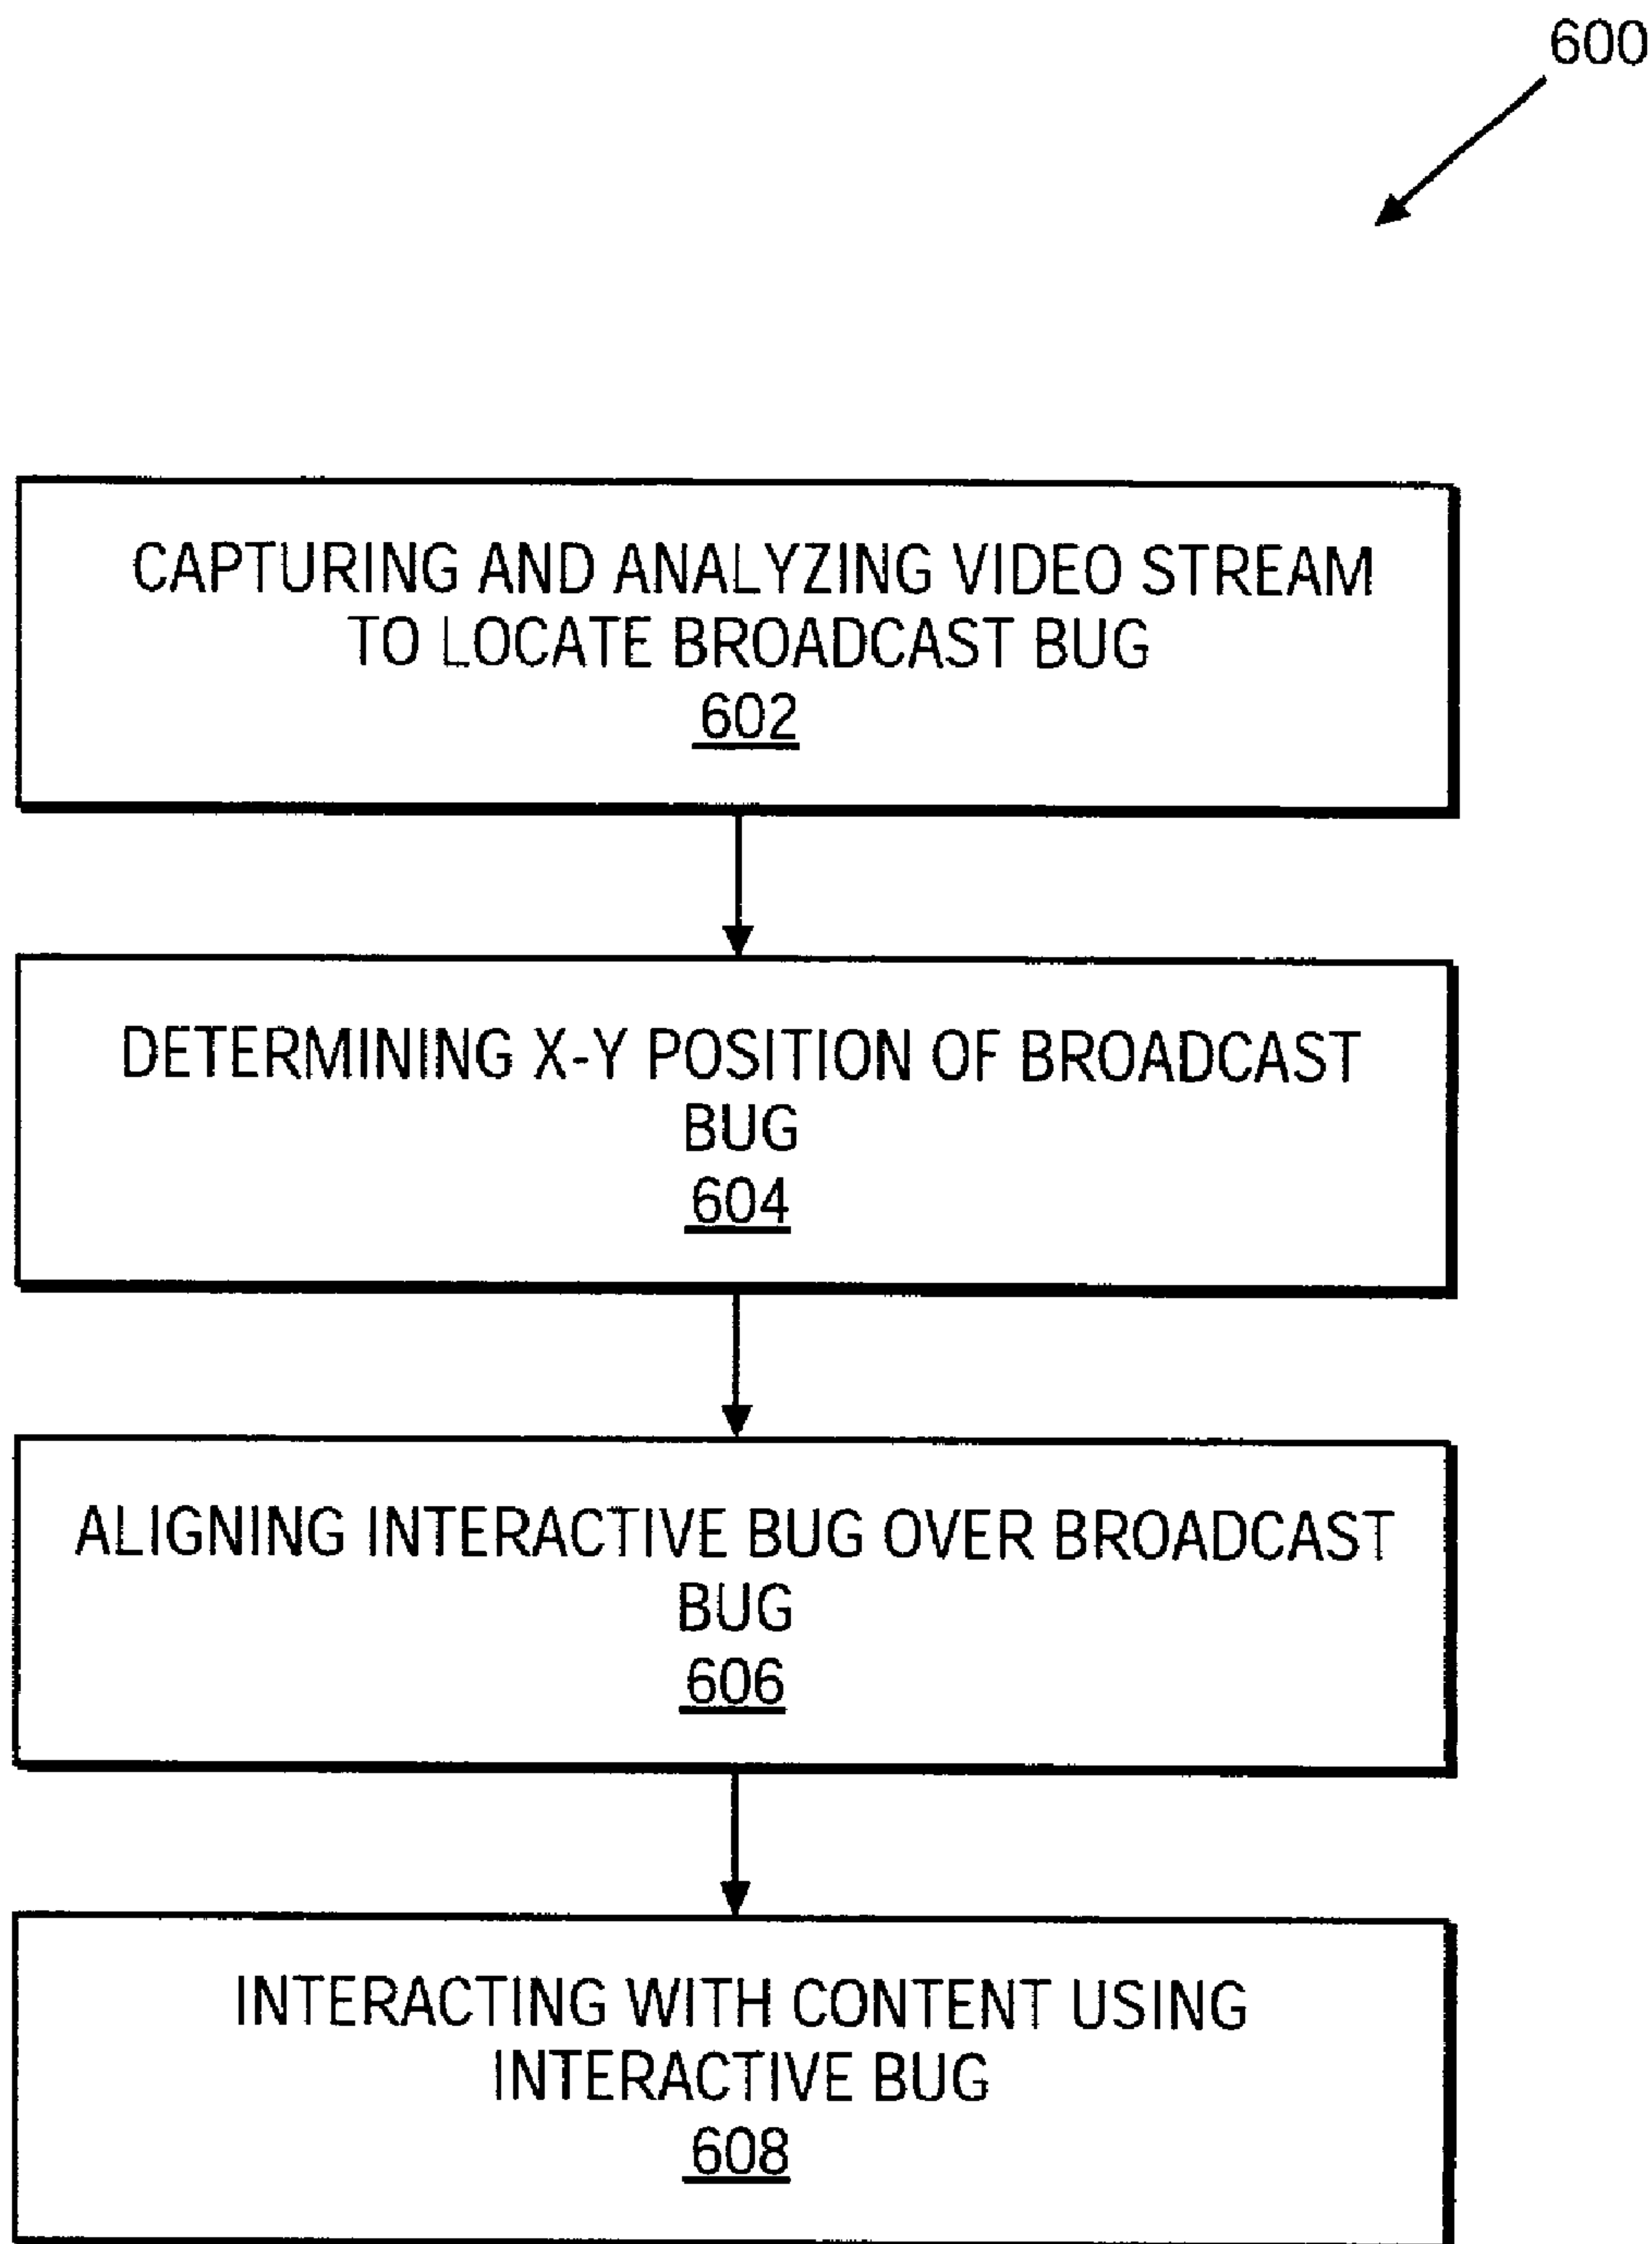 600
CAPTURING AND ANALYZING VIDEO STREAM
TO LOCATE BROADCAST BUG
602
DETERMINING X-Y POSITION OF BROADCAST
BUG
604
ALIGNING INTERACTIVE BUG OVER BROADCAST
BUG
606
INTERACTING WITH CONTENT USING
INTERACTIVE BUG
608